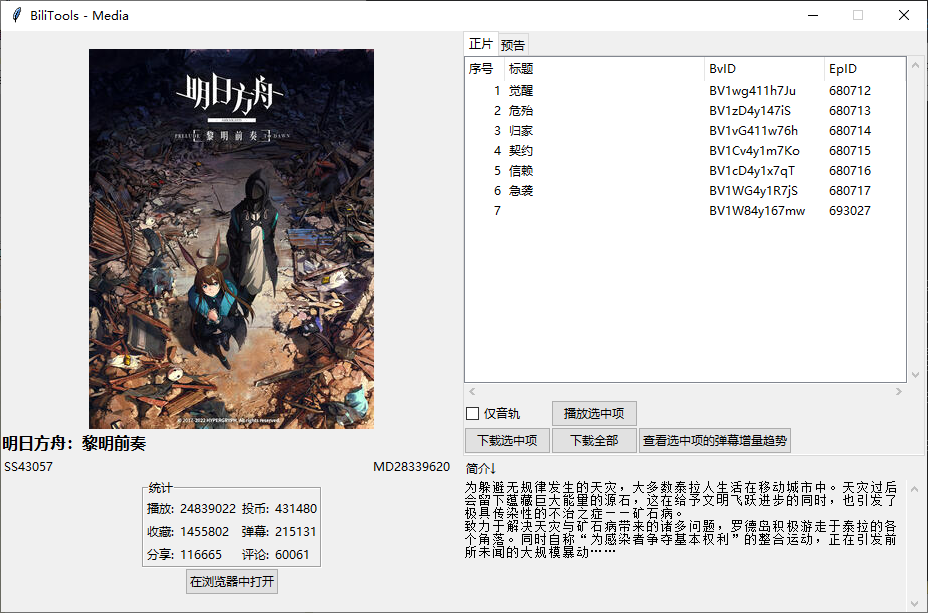 BiliTools - Media
明日方舟
PRELUDE 黎明前奏 TO DAWN
© 2017-2022 HYPERGRYPH. All rights reserved.
明日方舟：黎明前奏
SS43057 MD28339620
统计
播放: 24839022 投币: 431480
收藏: 1455802 弹幕: 215131
分享: 116665 评论: 60061
在浏览器中打开
正片 预告
序号 标题 BvID EpID
1 觉醒 BV1wg411h7Ju 680712
2 危殆 BV1zD4y147iS 680713
3 归家 BV1vG411w76h 680714
4 契约 BV1Cv4y1m7Ko 680715
5 信赖 BV1cD4y1x7qT 680716
6 急袭 BV1WG4y1R7jS 680717
7 BV1W84y167mw 693027
仅音轨 播放选中项
下载选中项 下载全部 查看选中项的弹幕增量趋势
简介↓
为躲避无规律发生的天灾，大多数泰拉人生活在移动城市中。天灾过后
会留下蕴藏巨大能量的源石，这在给予文明飞跃进步的同时，也引发了
极具传染性的不治之症——矿石病。
致力于解决天灾与矿石病带来的诸多问题，罗德岛积极游走于泰拉的各
个角落。同时自称“为感染者争夺基本权利”的整合运动，正在引发前
所未闻的大规模暴动……